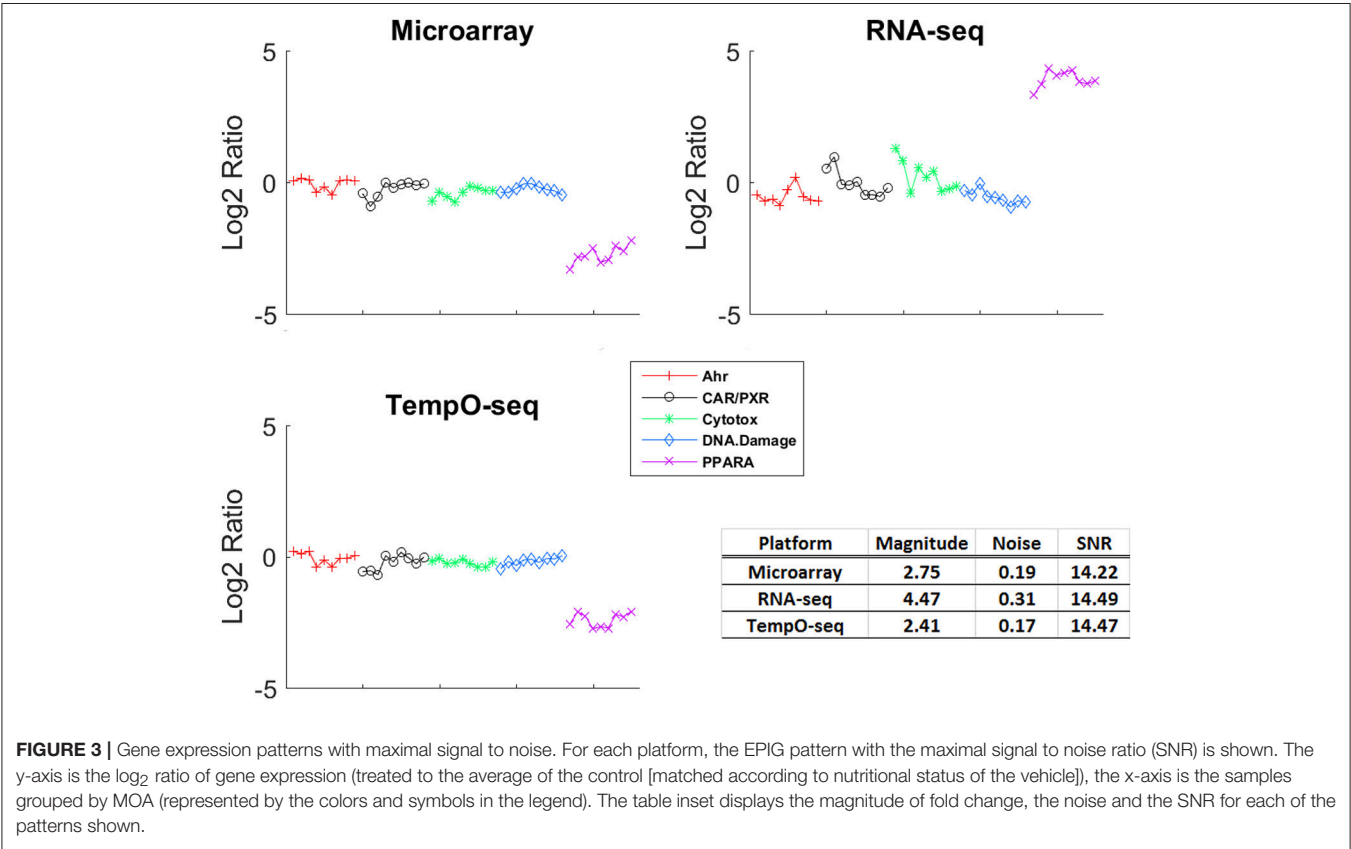 Microarray
5
0
-5
Log2 Ratio
RNA-seq
5
0
-5
Log2 Ratio
TempO-seq
5
0
-5
Log2 Ratio
Ahr
CAR/PXR
Cytotox
DNA.Damage
PPARA
Platform Magnitude Noise SNR
Microarray 2.75 0.19 14.22
RNA-seq 4.47 0.31 14.49
TempO-seq 2.41 0.17 14.47
FIGURE 3 | Gene expression patterns with maximal signal to noise. For each platform, the EPIG pattern with the maximal signal to noise ratio (SNR) is shown. The
y-axis is the log2 ratio of gene expression (treated to the average of the control [matched according to nutritional status of the vehicle]), the x-axis is the samples
grouped by MOA (represented by the colors and symbols in the legend). The table inset displays the magnitude of fold change, the noise and the SNR for each of the
patterns shown.